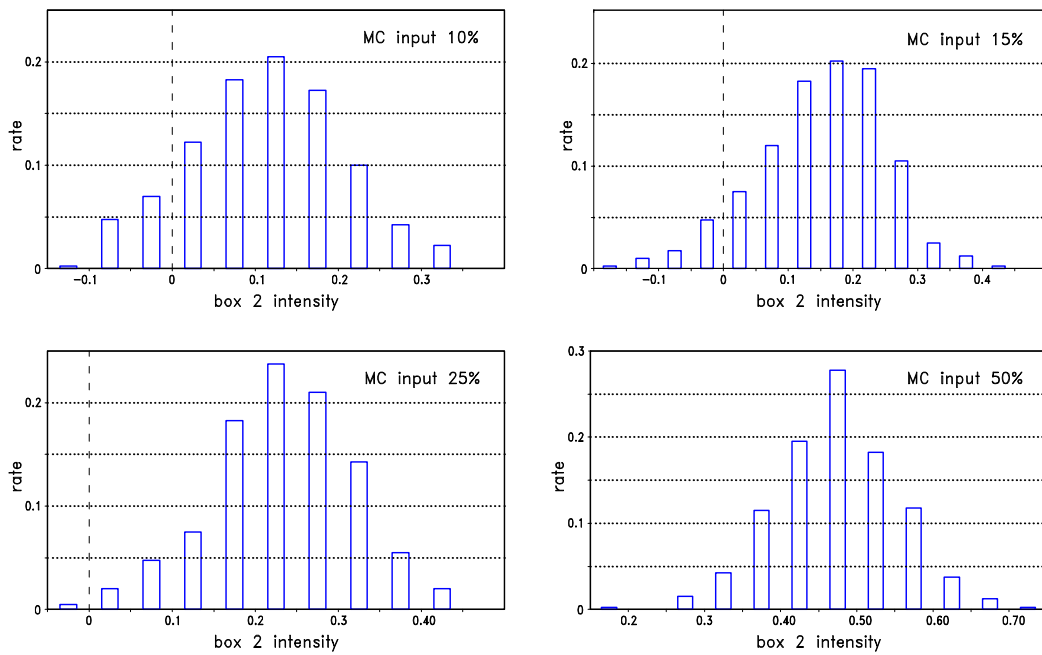 MC input 10%
0.2
0.1
0
rate
-0.1 0 0.1 0.2 0.3
box 2 intensity
MC input 15%
0.2
0.1
0
rate
-0.1 0 0.1 0.2 0.3 0.4
box 2 intensity
MC input 25%
0.2
0.1
0
rate
0 0.1 0.2 0.3 0.40
box 2 intensity
0.3
MC input 50%
0.2
0.1
0
rate
0.2 0.3 0.40 0.50 0.60 0.70
box 2 intensity